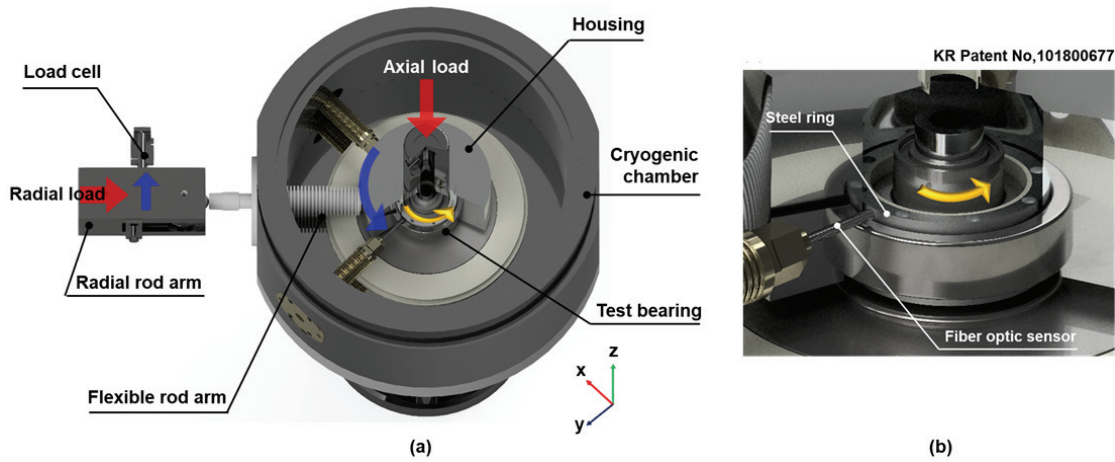 Housing
Load cell
Axial load
Radial load
Cryogenic
chamber
Radial rod arm
Test bearing
Flexible rod arm
z
x
y
(a)
KR Patent No,101800677
Steel ring
Fiber optic sensor
(b)